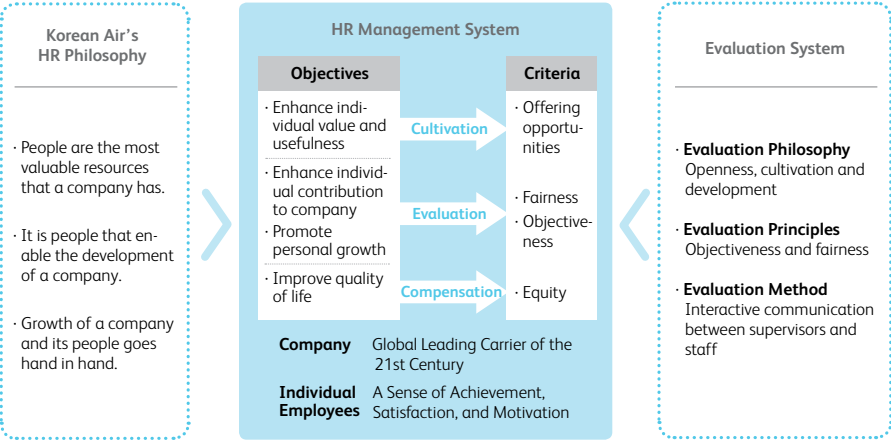 Korean Air's
HR Philosophy
· People are the most
valuable resources
that a company has.
· It is people that en-
able the development
of a company.
· Growth of a company
and its people goes
hand in hand.
HR Management System
Objectives
· Enhance indi-
vidual value and
usefulness
· Enhance individ-
ual contribution
to company
· Promote
personal growth
· Improve quality
of life
Cultivation
Evaluation
Compensation
Criteria
· Offering
opportu-
nities
· Fairness
· Objective-
ness
· Equity
Company Global Leading Carrier of the
21st Century
Individual A Sense of Achievement,
Employees Satisfaction, and Motivation
Evaluation System
· Evaluation Philosophy
Openness, cultivation and
development
· Evaluation Principles
Objectiveness and fairness
· Evaluation Method
Interactive communication
between supervisors and
staff